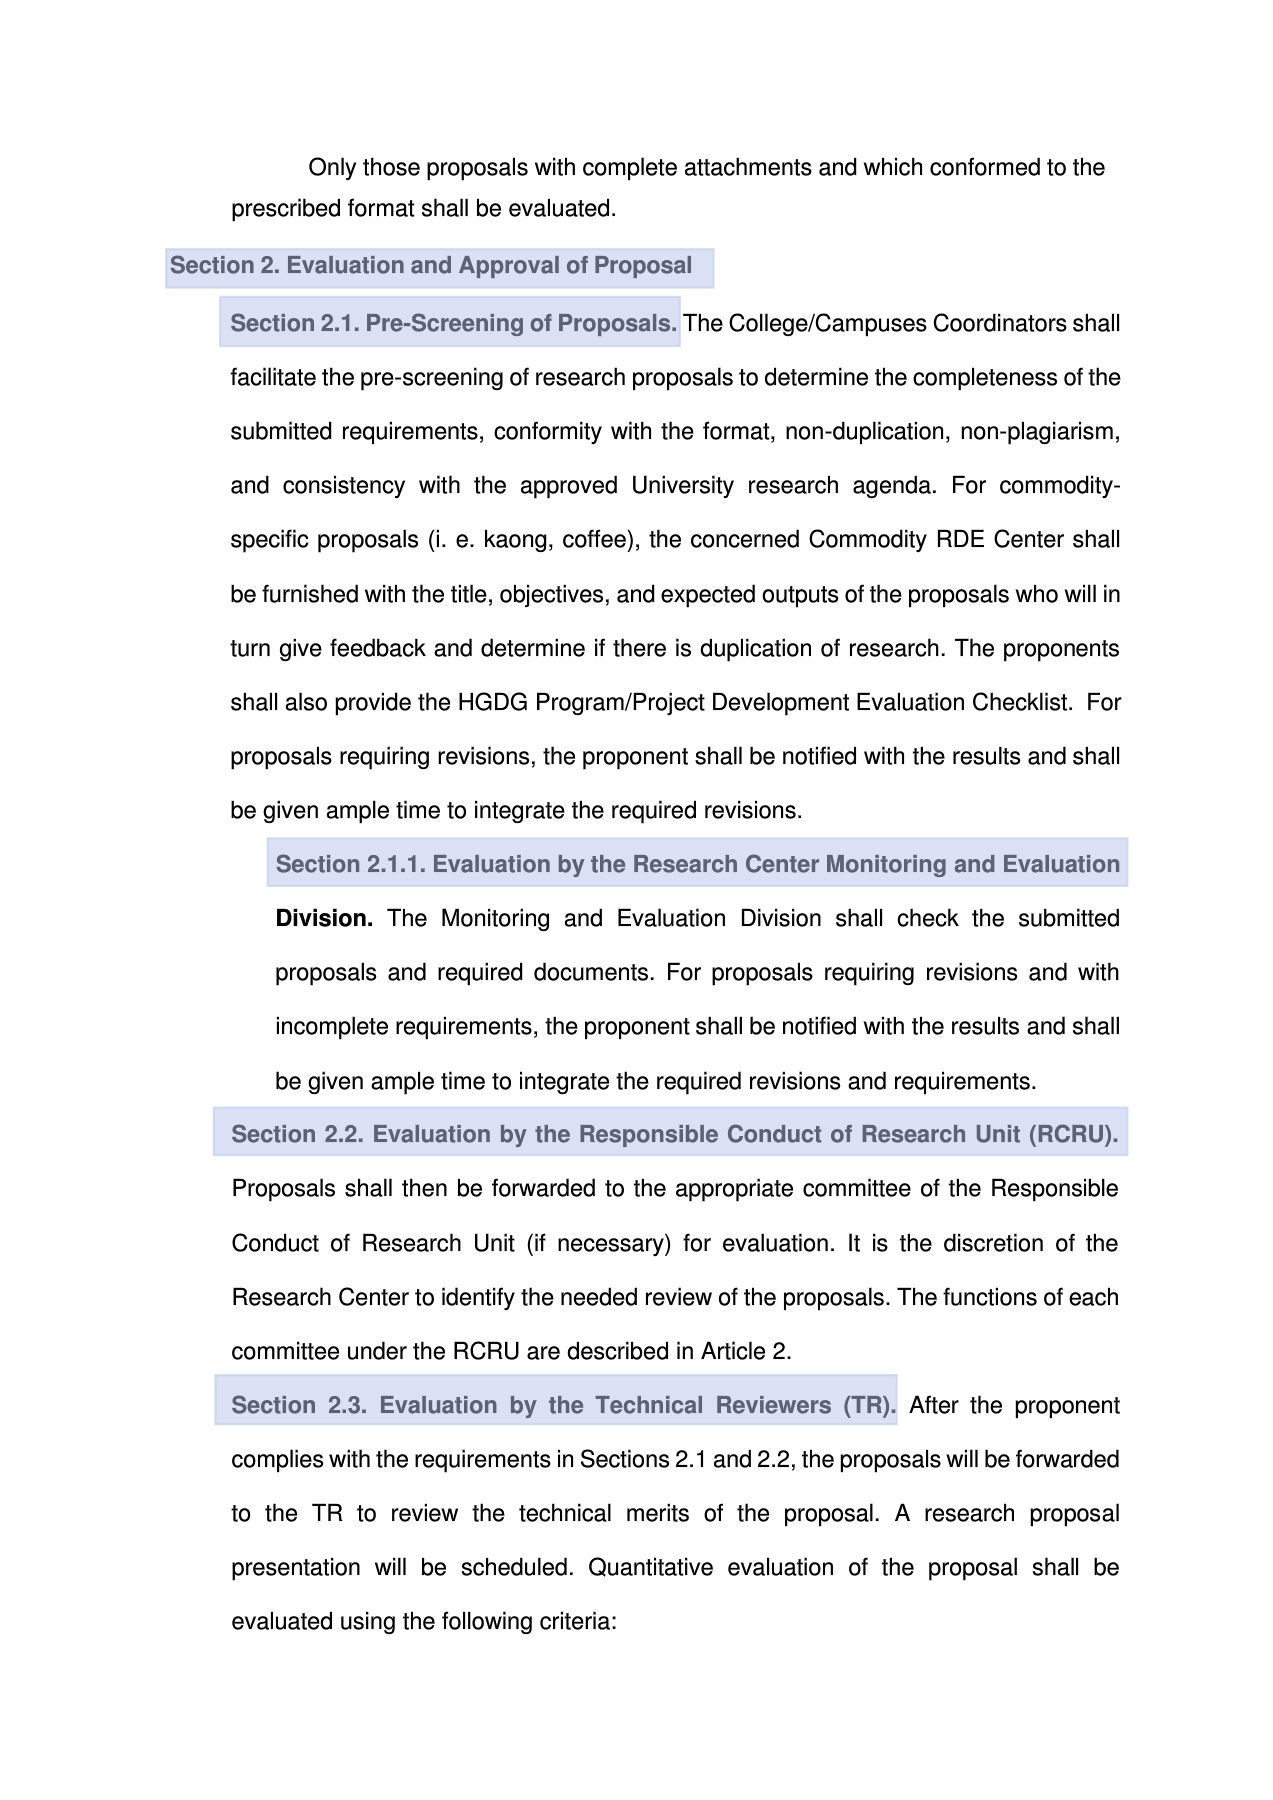 Only those proposals with complete attachments and which conformed to the
prescribed format shall be evaluated.
Section 2. Evaluation and Approval of Proposal
Section 2.1. Pre-Screening of Proposals. The College/Campuses Coordinators shall
facilitate the pre-screening of research proposals to determine the completeness of the
submitted requirements, conformity with the format, non-duplication, non-plagiarism,
and consistency with the approved University research agenda. For commodity-
specific proposals (i. e. kaong, coffee), the concerned Commodity RDE Center shall
be furnished with the title, objectives, and expected outputs of the proposals who will in
turn give feedback and determine if there is duplication of research. The proponents
shall also provide the HGDG Program/Project Development Evaluation Checklist. For
proposals requiring revisions, the proponent shall be notified with the results and shall
be given ample time to integrate the required revisions.
Section 2.1.1. Evaluation by the Research Center Monitoring and Evaluation
Division. The Monitoring and Evaluation Division shall check the submitted
proposals and required documents. For proposals requiring revisions and with
incomplete requirements, the proponent shall be notified with the results and shall
be given ample time to integrate the required revisions and requirements.
Section 2.2. Evaluation by the Responsible Conduct of Research Unit (RCRU).
Proposals shall then be forwarded to the appropriate committee of the Responsible
Conduct of Research Unit (if necessary) for evaluation. It is the discretion of the
Research Center to identify the needed review of the proposals. The functions of each
committee under the RCRU are described in Article 2.
Section 2.3. Evaluation by the Technical Reviewers (TR). After the proponent
complies with the requirements in Sections 2.1 and 2.2, the proposals will be forwarded
to the TR to review the technical merits of the proposal. A research proposal
presentation will be scheduled. Quantitative evaluation of the proposal shall be
evaluated using the following criteria: